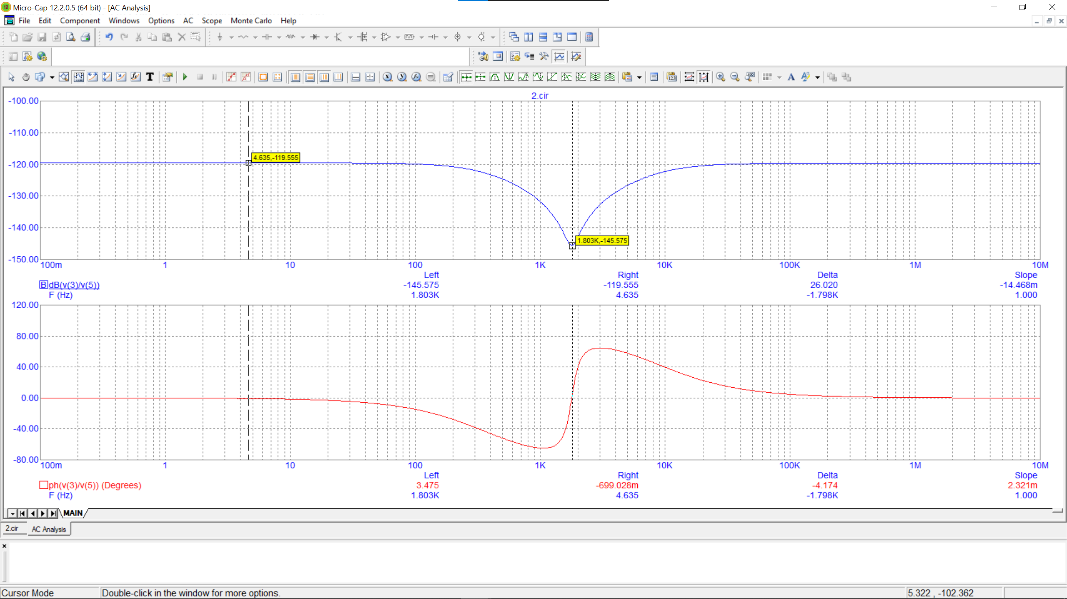 Micro-Cap 12.2.0.5 (64 bit) - [AC Analysis]
File Edit Component Windows Options AC Scope Monte Carlo Help
2.cir
-100.00
-110.00
-120.00
-130.00
-140.00
-150.00
4.635,-119.555
1.803K,-145.575
100m 1 10 100 1K 10K 100K 1M 10M
Left Right Delta Slope
dB(v(3)/v(5)) -145.575 -119.555 26.020 -14.468m
F (Hz) 1.803K 4.635 -1.798K 1.000
120.00
80.00
40.00
0.00
-40.00
-80.00
100m 1 10 100 1K 10K 100K 1M 10M
Left Right Delta Slope
ph(v(3)/v(5)) (Degrees) 3.475 -699.028m -4.174 2.321m
F (Hz) 1.803K 4.635 -1.798K 1.000
MAIN
2.cir AC Analysis
Cursor Mode Double-click in the window for more options. 5.322 , -102.362